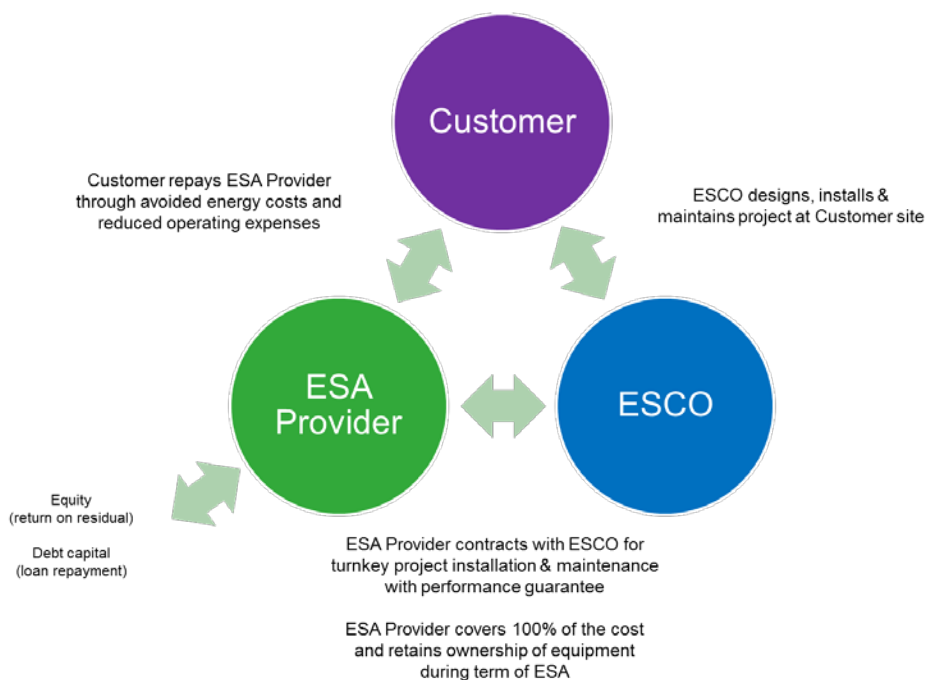 Customer
Customer repays ESA Provider
through avoided energy costs and
reduced operating expenses
ESCO designs, installs &
maintains project at Customer site
ESA
Provider
ESCO
Equity
(return on residual)
Debt capital
(loan repayment)
ESA Provider contracts with ESCO for
turnkey project installation & maintenance
with performance guarantee
ESA Provider covers 100% of the cost
and retains ownership of equipment
during term of ESA